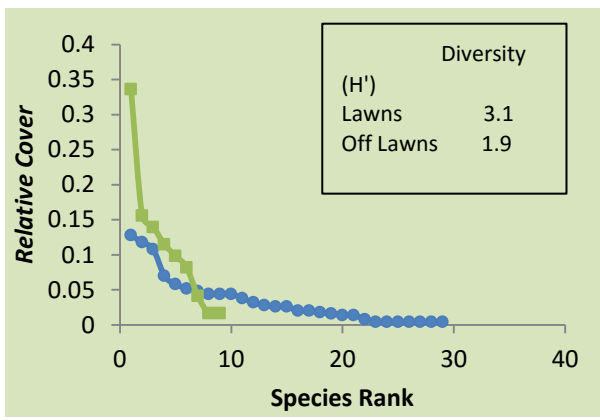 Diversity
(H')
Lawns 3.1
Off Lawns 1.9
Relative Cover
0.4
0.35
0.3
0.25
0.2
0.15
0.1
0.05
0
0 10 20 30 40
Species Rank